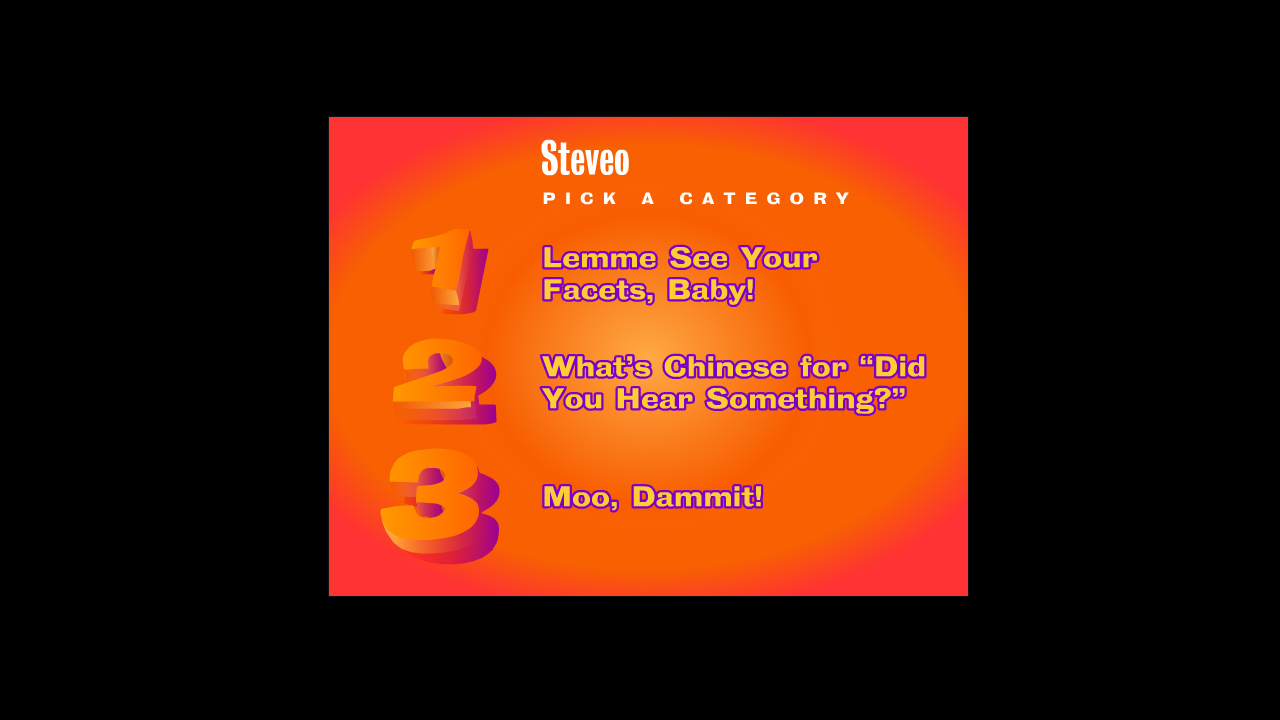 Steveo
PICK A CATEGORY
1
Lemme See Your
Facets, Baby!
2
What's Chinese for “Did
You Hear Something?”
3
Moo, Dammit!